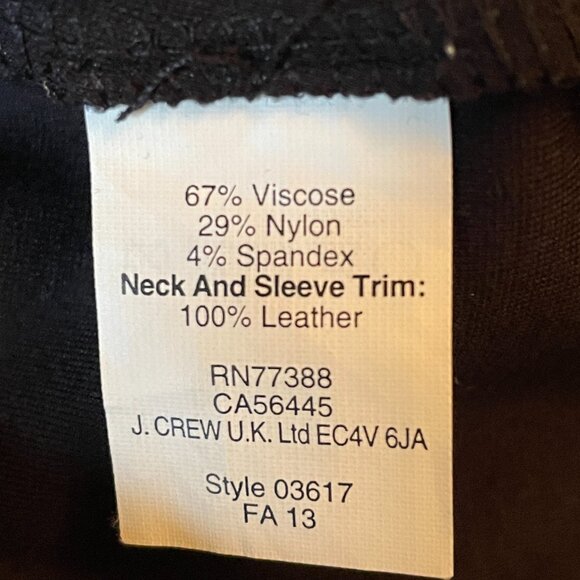 67% Viscose
29% Nylon
4% Spandex
Neck And Sleeve Trim:
100% Leather
RN77388
CA56445
J. CREW U.K. Ltd EC4V 6JA
Style 03617
FA 13